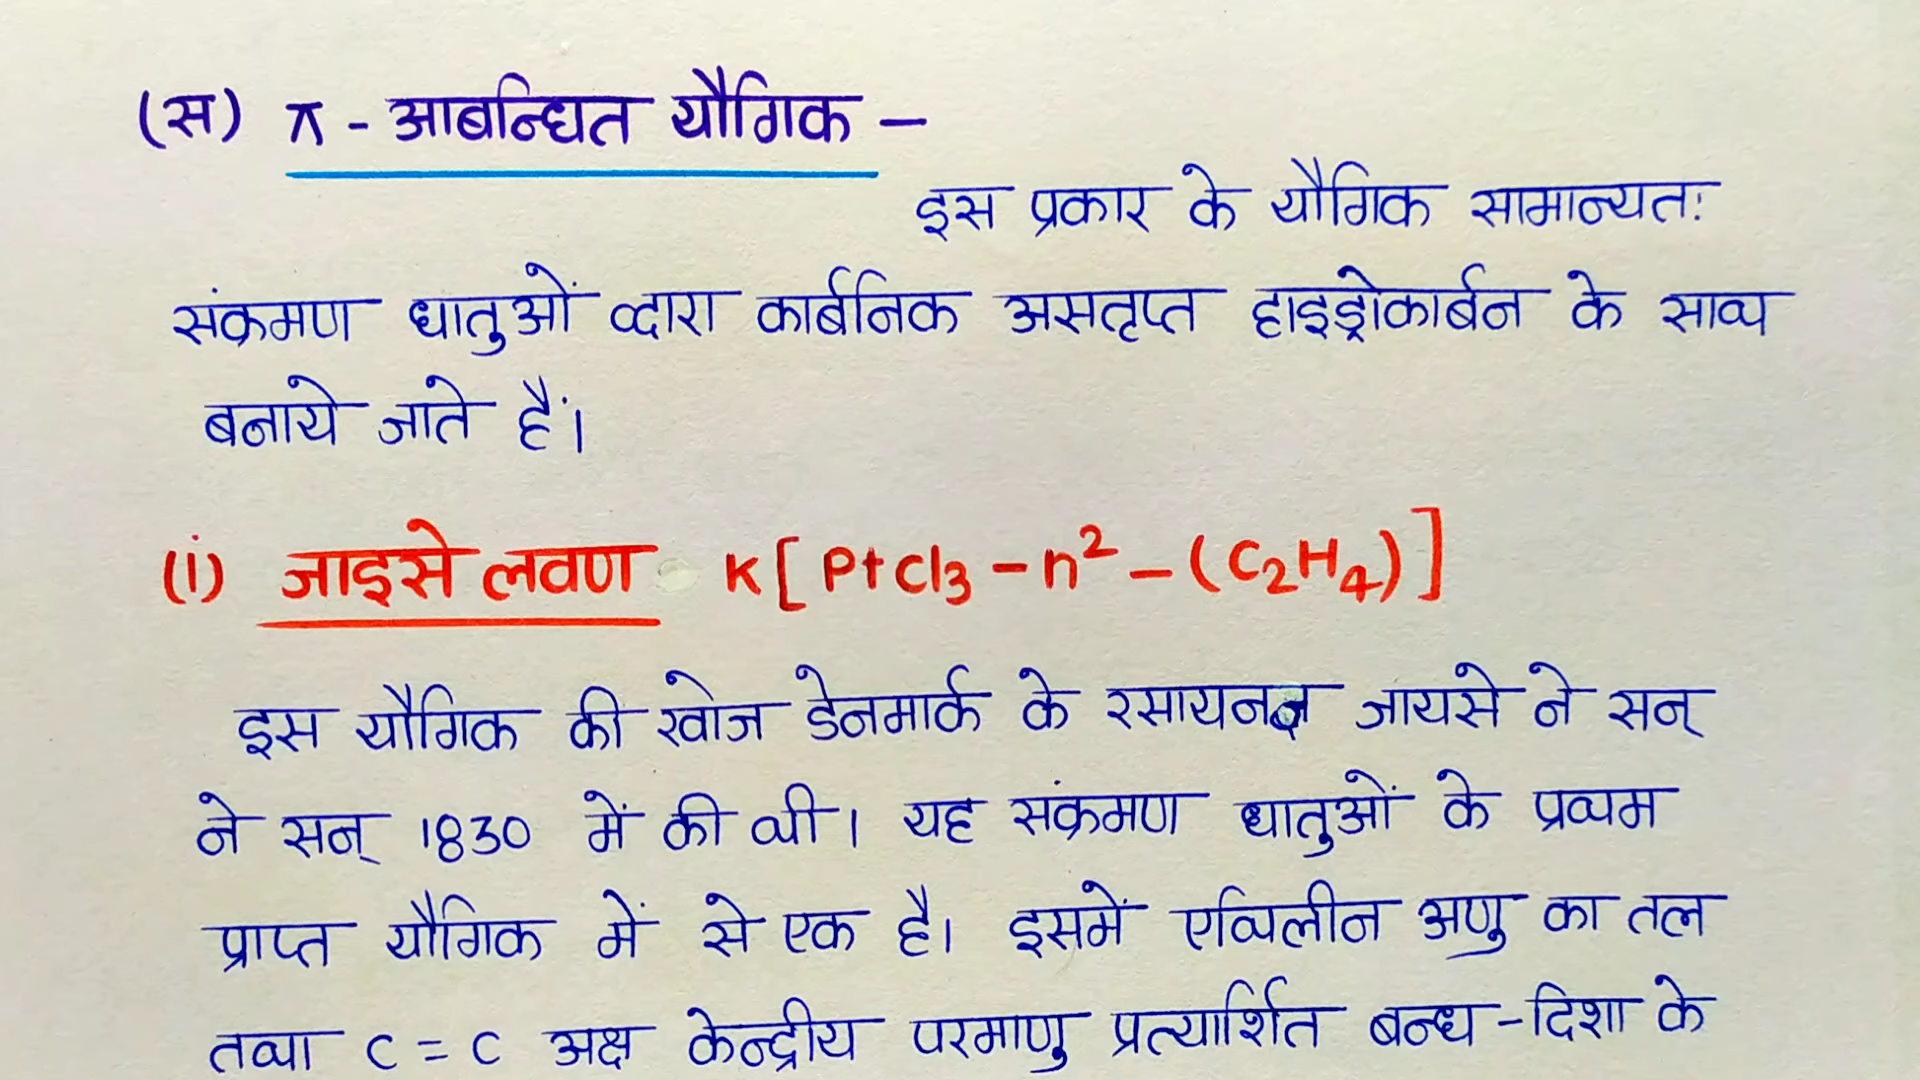 (स) π - आबन्धित यौगिक –
इस प्रकार के यौगिक सामान्यतः
संक्रमण धातुओं द्वारा कार्बनिक असतृप्त हाइड्रोकार्बन के साथ
बनाये जाते हैं।
(i) जाइसे लवण K[PtCl₃ – η² – (C₂H₄)]
इस यौगिक की खोज डेनमार्क के रसायनज्ञ जायसे ने सन्
ने सन् 1830 में की थी। यह संक्रमण धातुओं के प्रथम
प्राप्त यौगिक में से एक है। इसमें एथिलीन अणु का तल
तथा C = C अक्ष केन्द्रीय परमाणु प्रत्यार्शित बन्ध - दिशा के